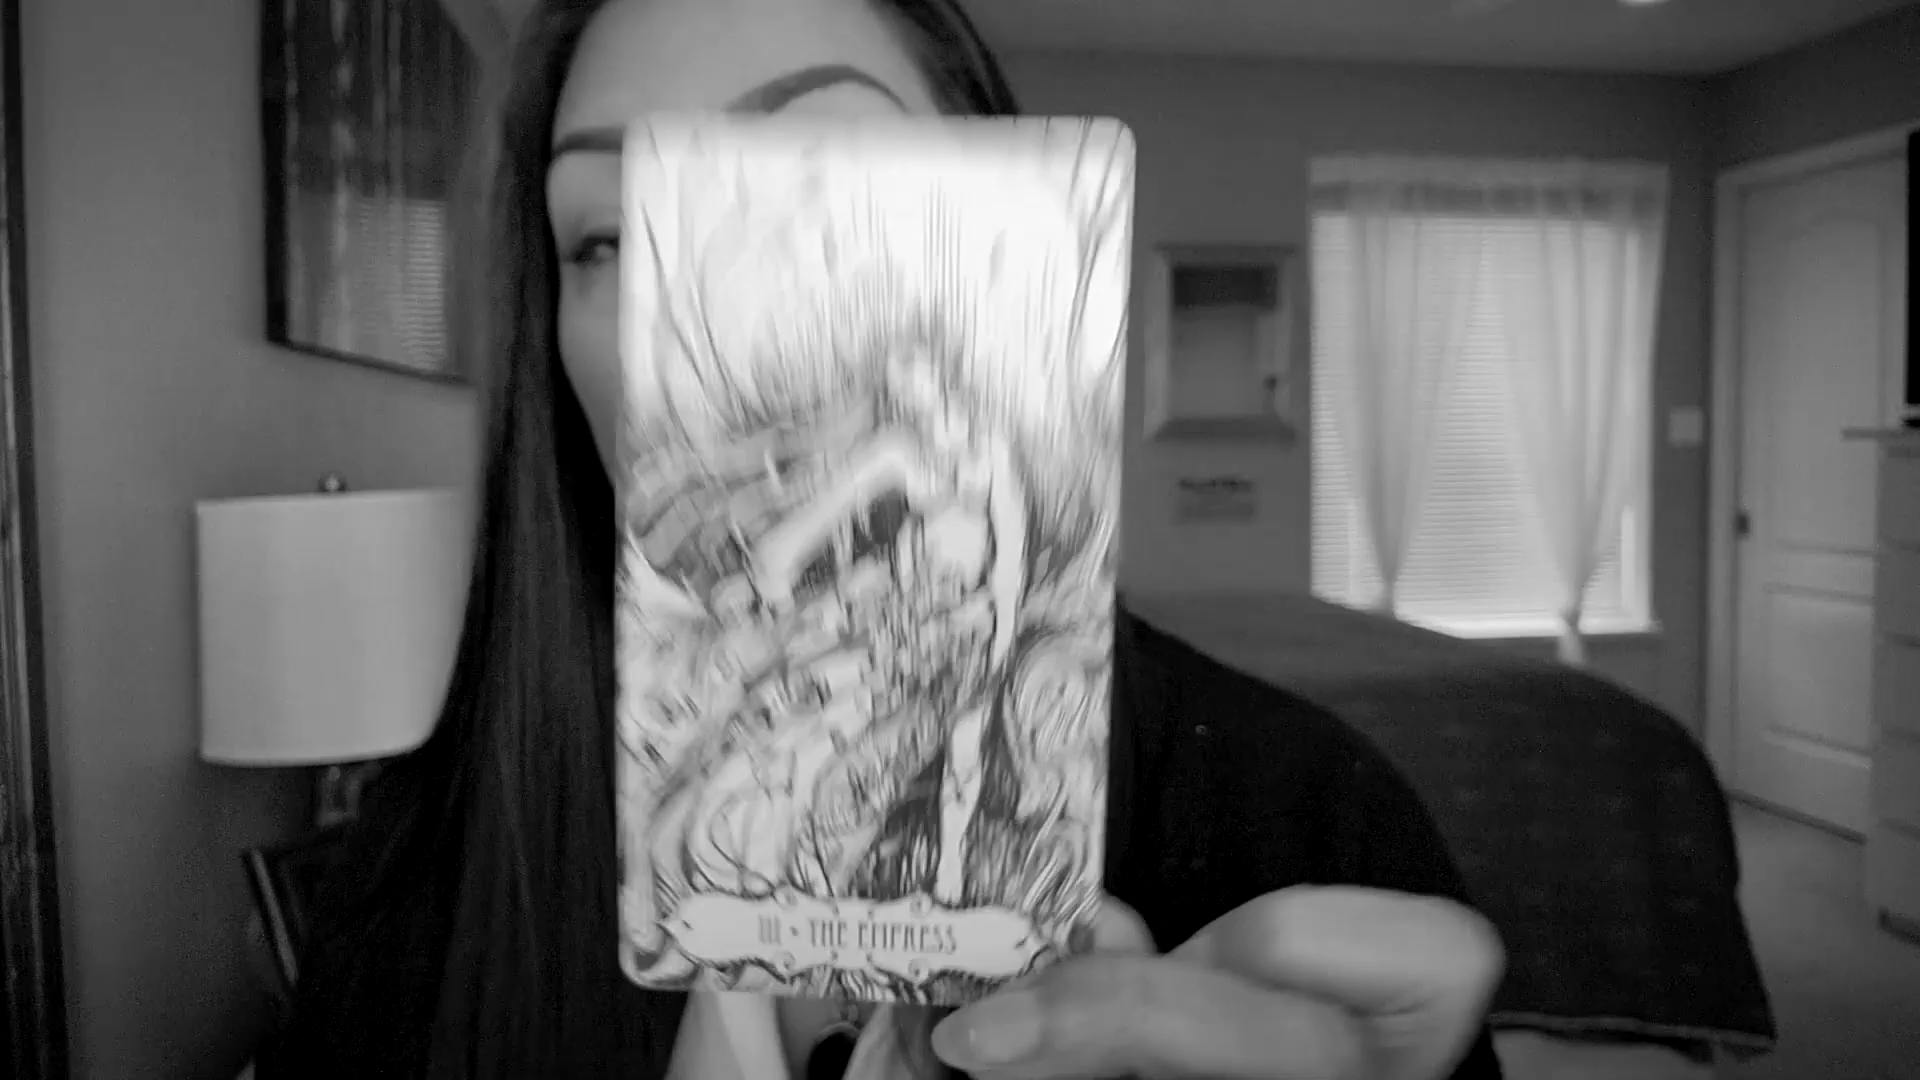 III • THE EMPRESS